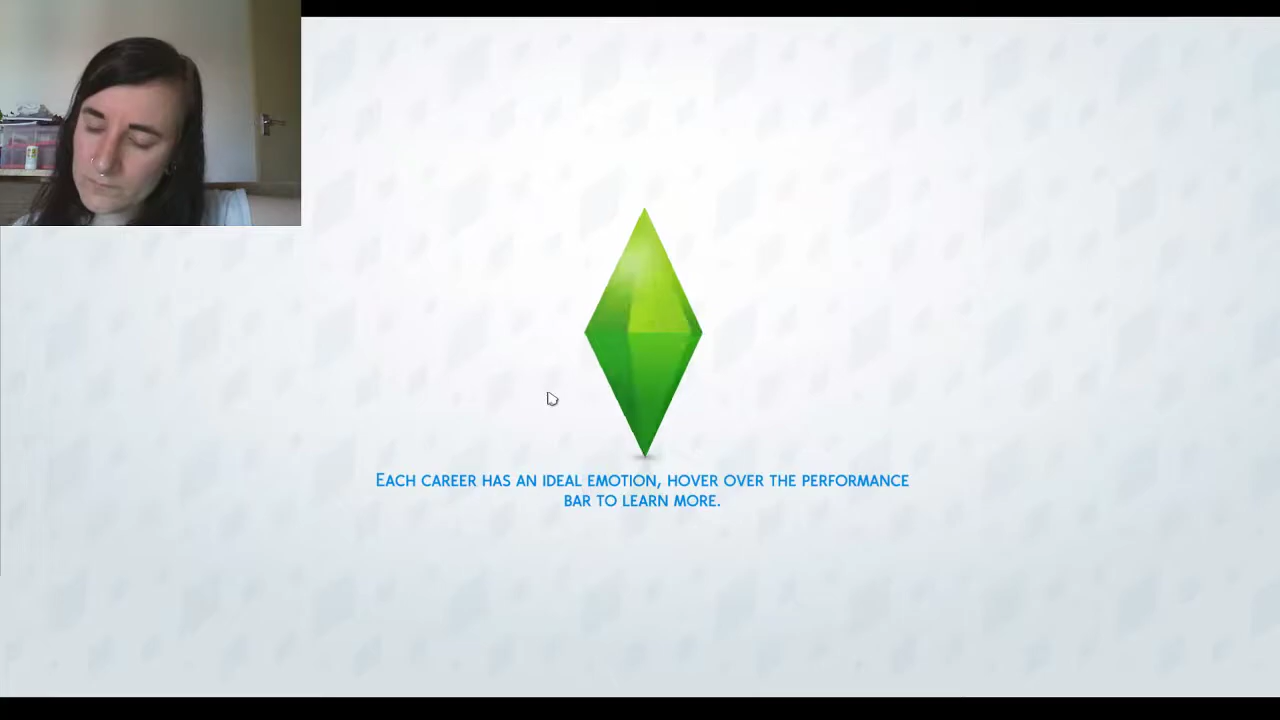 Each career has an ideal emotion, hover over the performance
bar to learn more.